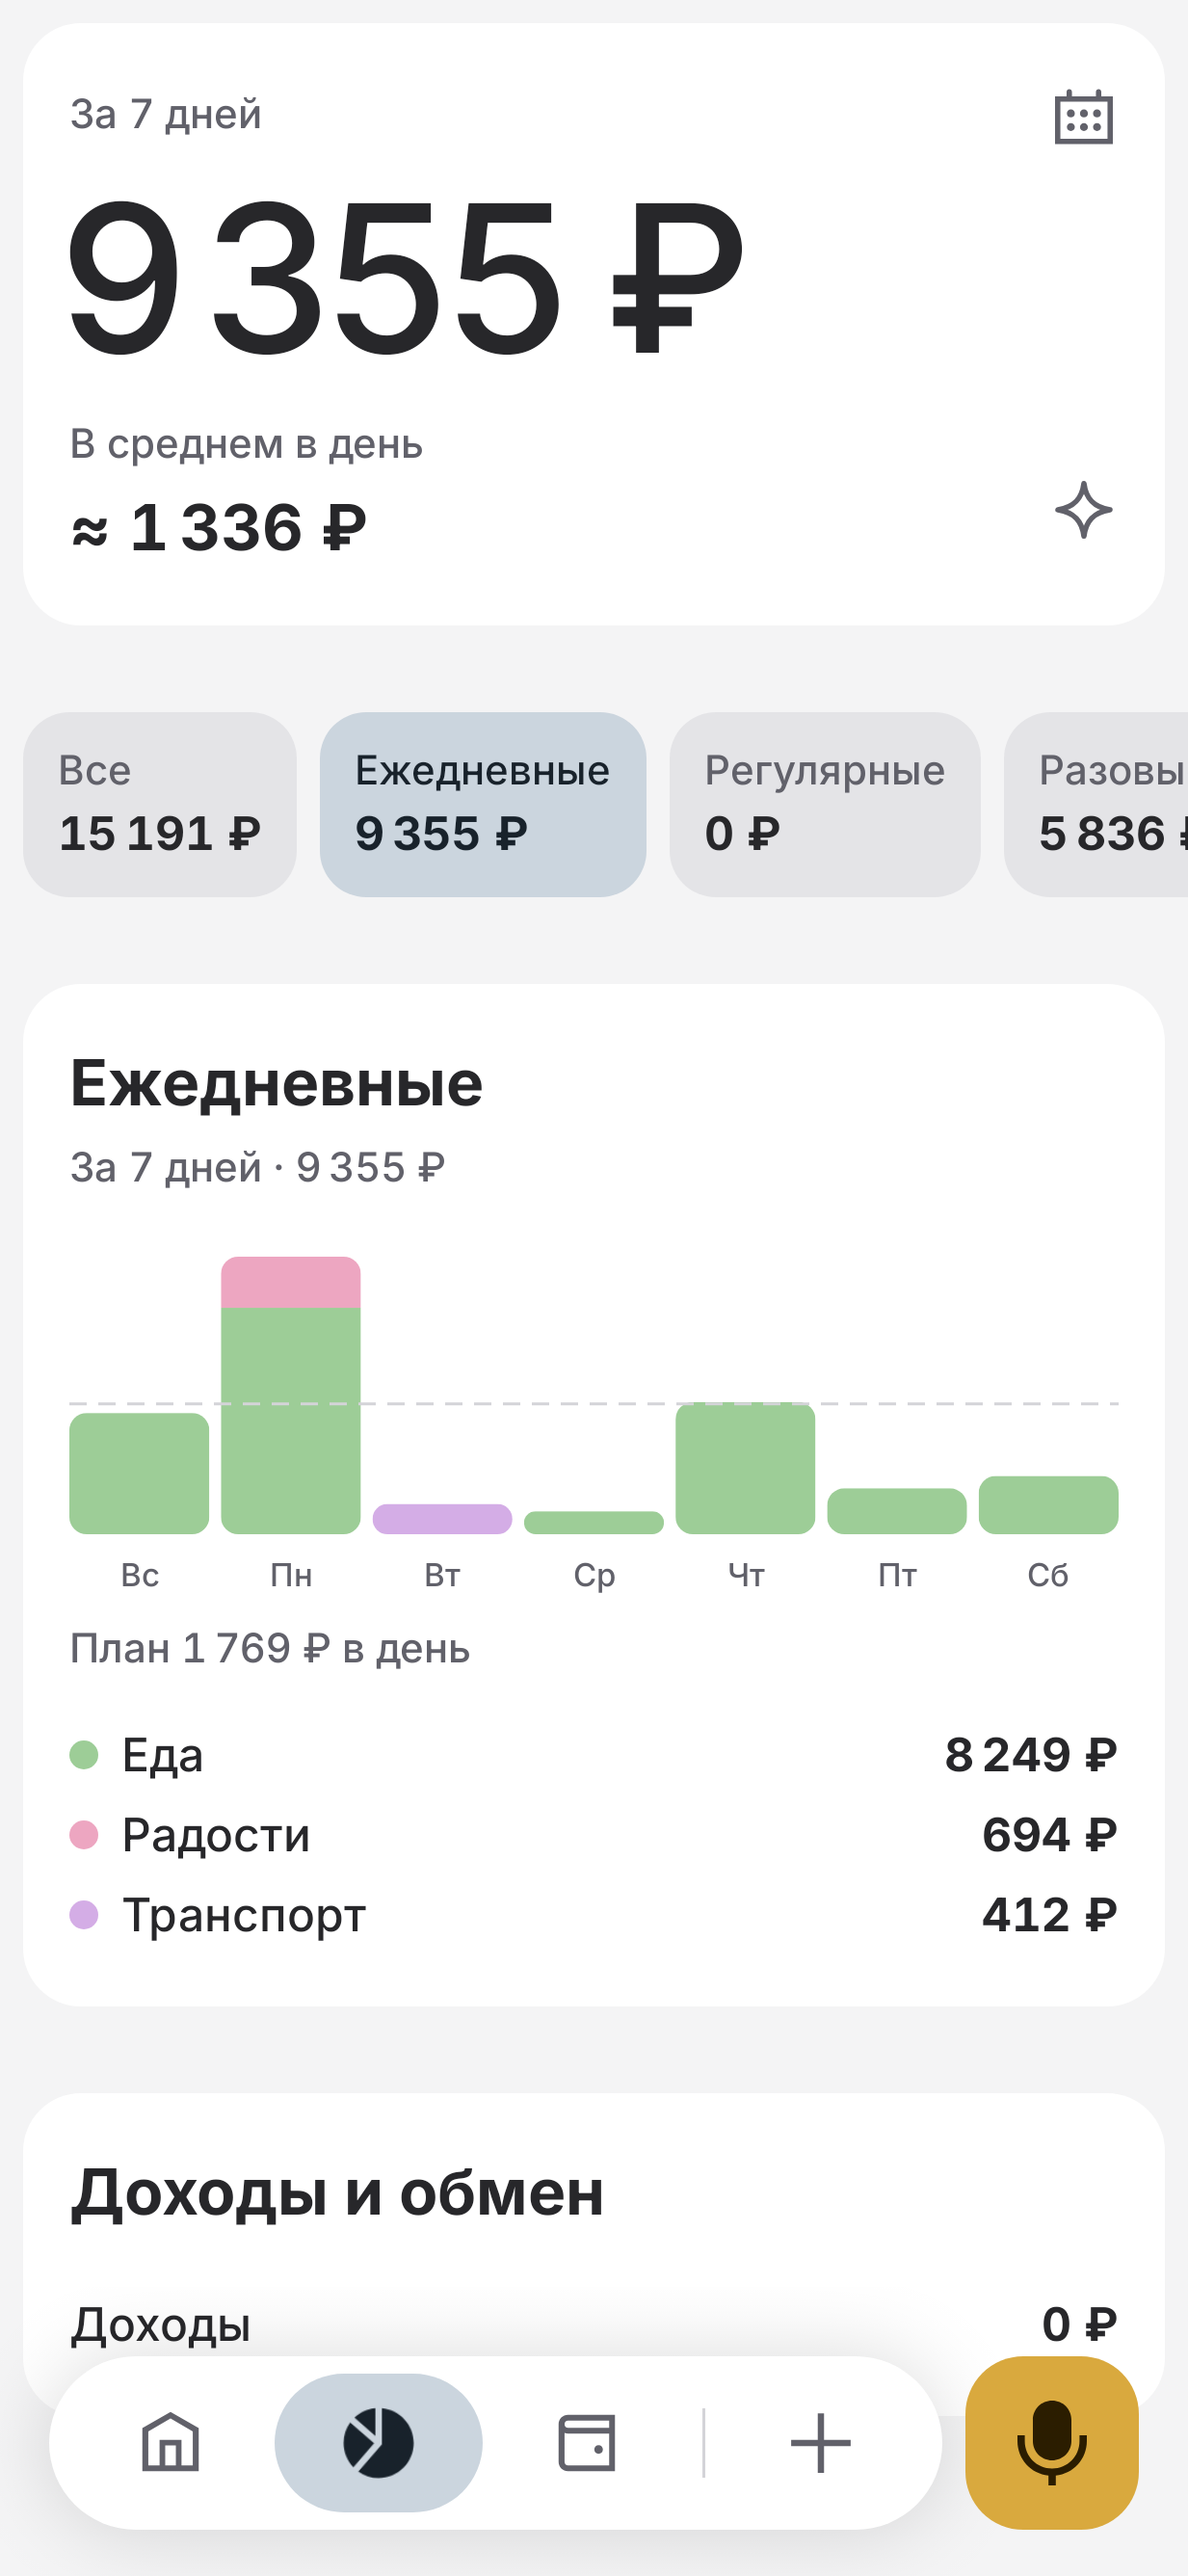 За 7 дней
9 355 ₽
В среднем в день
≈ 1 336 ₽
Все
15 191 ₽
Ежедневные
9 355 ₽
Регулярные
0 ₽
Разовы
5 836 ₽
Ежедневные
За 7 дней · 9 355 ₽
Вс Пн Вт Ср Чт Пт Сб
План 1 769 ₽ в день
Еда 8 249 ₽
Радости 694 ₽
Транспорт 412 ₽
Доходы и обмен
Доходы 0 ₽